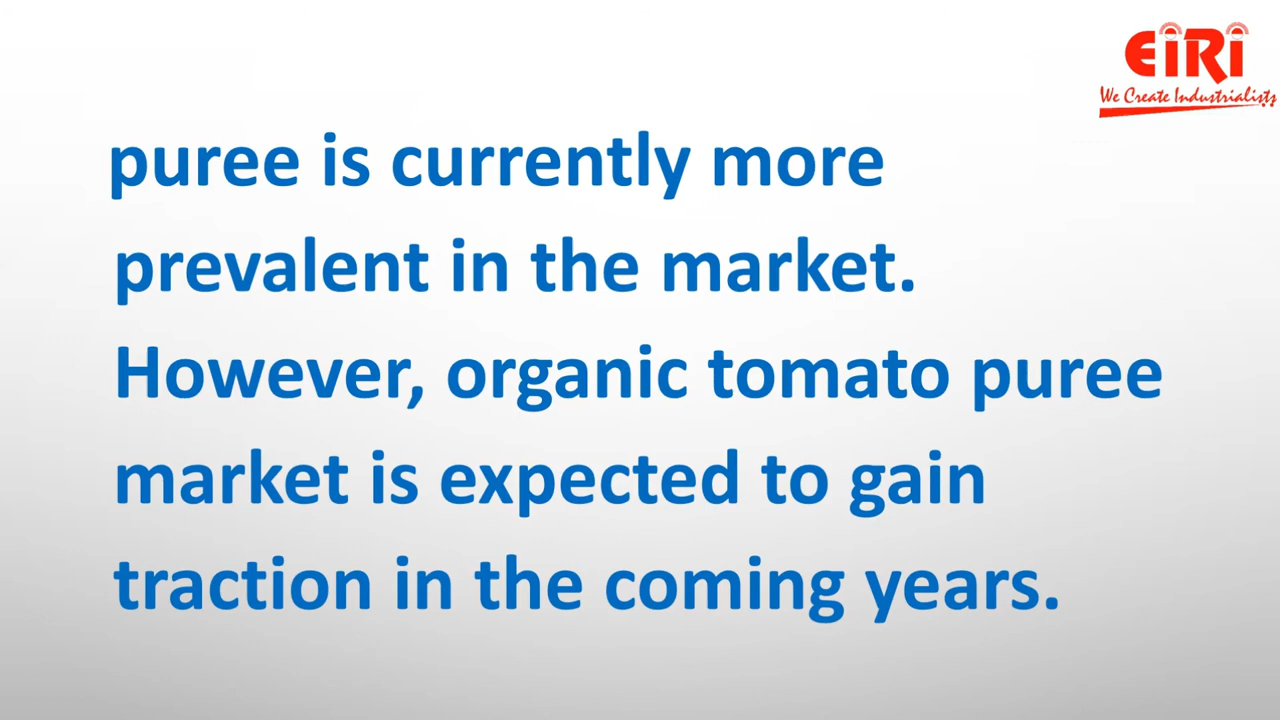 EiRi
We Create Industrialists
puree is currently more
prevalent in the market.
However, organic tomato puree
market is expected to gain
traction in the coming years.